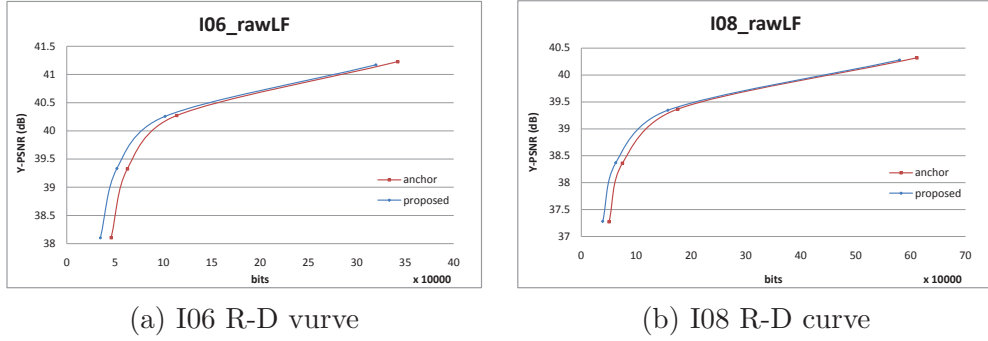 I06_rawLF
Y-PSNR (dB)
41.5
41
40.5
40
39.5
39
38.5
38
0 5 10 15 20 25 30 35 40
bits
x 10000
anchor
proposed
(a) I06 R-D vurve
I08_rawLF
Y-PSNR (dB)
40.5
40
39.5
39
38.5
38
37.5
37
0 10 20 30 40 50 60 70
bits
x 10000
anchor
proposed
(b) I08 R-D curve